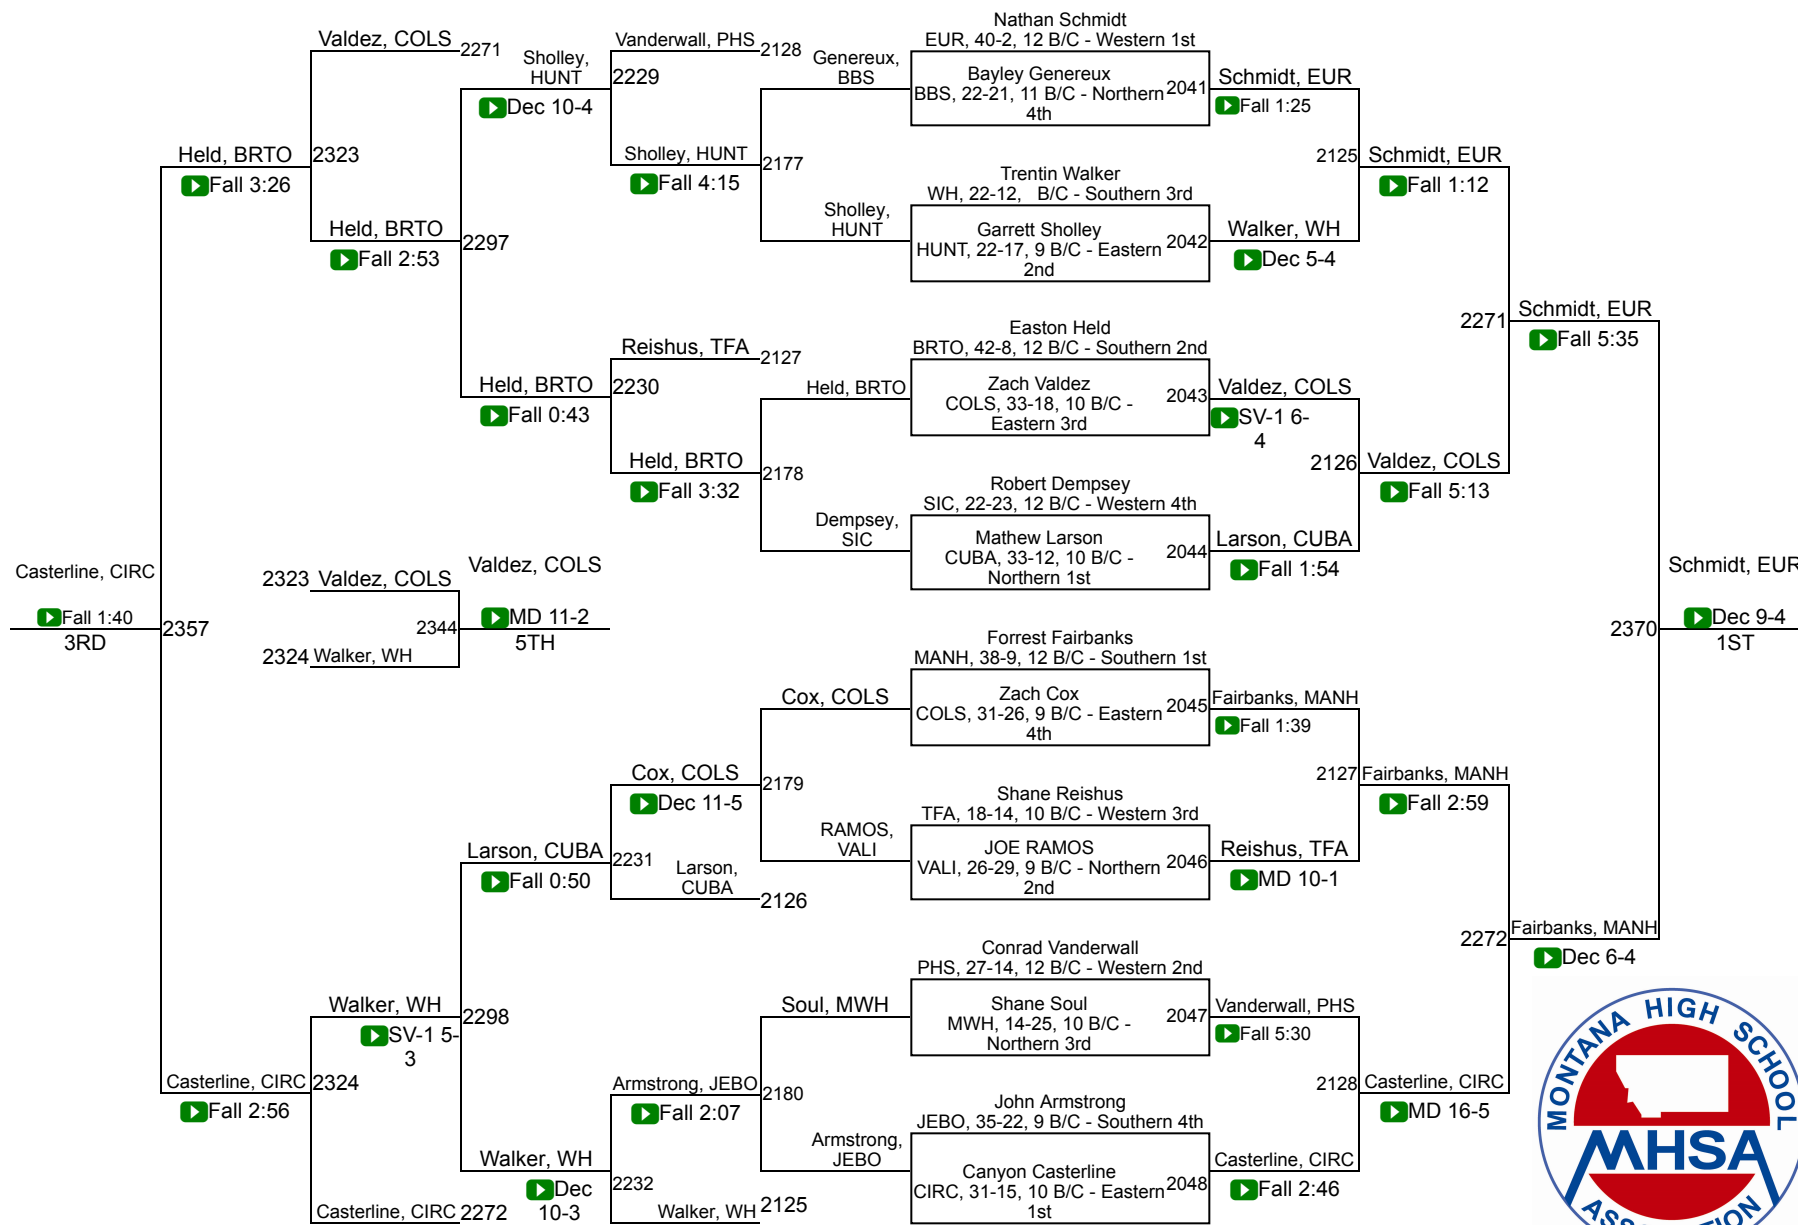 Nathan Schmidt
EUR, 40-2, 12 B/C - Western 1st
Valdez, COLS 2271
Sholley,
HUNT
Vanderwall, PHS 2128
Genereux,
BBS
Bayley Genereux
BBS, 22-21, 11 B/C - Northern
4th
2041
Schmidt, EUR
Fall 1:25
2229
Dec 10-4
Held, BRTO
Fall 3:26
2323
Sholley, HUNT
Fall 4:15
2177
2125
Schmidt, EUR
Fall 1:12
Trentin Walker
WH, 22-12, B/C - Southern 3rd
Sholley,
HUNT
Garrett Sholley
HUNT, 22-17, 9 B/C - Eastern
2nd
2042
Walker, WH
Dec 5-4
Held, BRTO
Fall 2:53
2297
2271
Schmidt, EUR
Fall 5:35
Easton Held
BRTO, 42-8, 12 B/C - Southern 2nd
Reishus, TFA 2127
Held, BRTO
Fall 0:43
2230
Held, BRTO
Zach Valdez
COLS, 33-18, 10 B/C -
Eastern 3rd
2043
Valdez, COLS
SV-1 6-
4
Held, BRTO
Fall 3:32
2178
2126
Valdez, COLS
Fall 5:13
Robert Dempsey
SIC, 22-23, 12 B/C - Western 4th
Dempsey,
SIC
Mathew Larson
CUBA, 33-12, 10 B/C -
Northern 1st
2044
Larson, CUBA
Fall 1:54
Casterline, CIRC
Fall 1:40
3RD
2357
2323 Valdez, COLS
2324 Walker, WH
2344
Valdez, COLS
MD 11-2
5TH
2370
Schmidt, EUR
Dec 9-4
1ST
Forrest Fairbanks
MANH, 38-9, 12 B/C - Southern 1st
Cox, COLS
Zach Cox
COLS, 31-26, 9 B/C - Eastern
4th
2045
Fairbanks, MANH
Fall 1:39
Cox, COLS
Dec 11-5
2179
2127
Fairbanks, MANH
Fall 2:59
Shane Reishus
TFA, 18-14, 10 B/C - Western 3rd
RAMOS,
VALI
JOE RAMOS
VALI, 26-29, 9 B/C - Northern
2nd
2046
Reishus, TFA
MD 10-1
Larson, CUBA
Fall 0:50
2231
Larson,
CUBA
2126
2272
Fairbanks, MANH
Dec 6-4
Conrad Vanderwall
PHS, 27-14, 12 B/C - Western 2nd
Walker, WH
SV-1 5-
3
2298
Soul, MWH
Shane Soul
MWH, 14-25, 10 B/C -
Northern 3rd
2047
Vanderwall, PHS
Fall 5:30
Casterline, CIRC
Fall 2:56
2324
Armstrong, JEBO
Fall 2:07
2180
2128
Casterline, CIRC
MD 16-5
John Armstrong
JEBO, 35-22, 9 B/C - Southern 4th
Armstrong,
JEBO
Canyon Casterline
CIRC, 31-15, 10 B/C - Eastern
1st
2048
Casterline, CIRC
Fall 2:46
Walker, WH
Dec
10-3
2232
Casterline, CIRC 2272
Walker, WH 2125
MONTANA HIGH SCHOOL
MHSA
ASSOCIATION